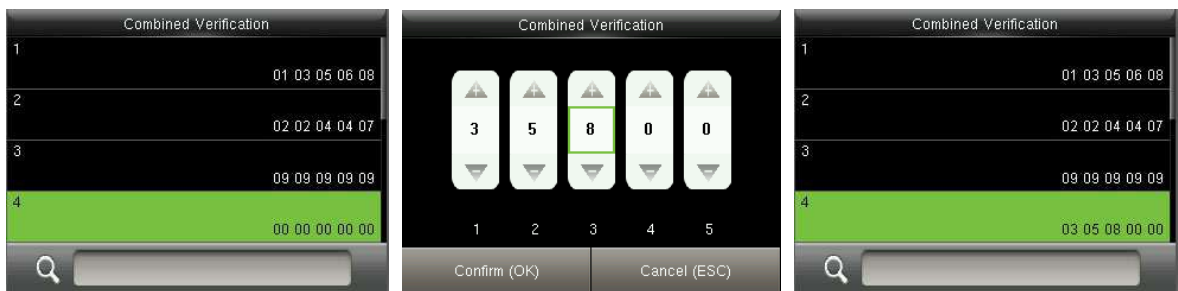 Combined Verification
1
01 03 05 06 08
2
02 02 04 04 07
3
09 09 09 09 09
4
00 00 00 00 00
Combined Verification
3 5 8 0 0
1 2 3 4 5
Confirm (OK) Cancel (ESC)
Combined Verification
1
01 03 05 06 08
2
02 02 04 04 07
3
09 09 09 09 09
4
03 05 08 00 00